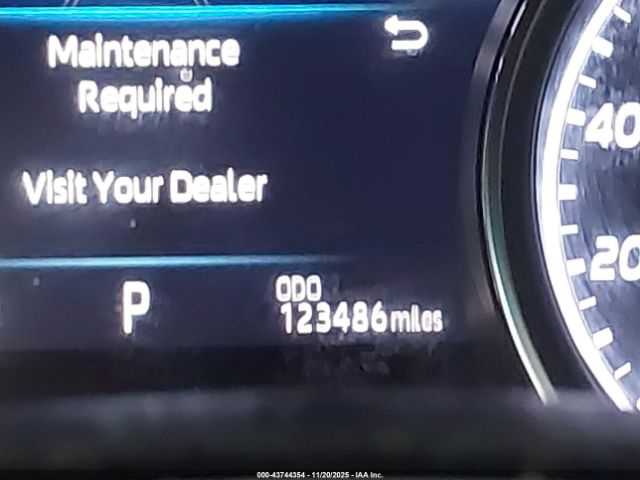 Maintenance
Required
Visit Your Dealer
P
ODO
123486 miles
40
20
000-43744354 - 11/20/2025 - IAA Inc.